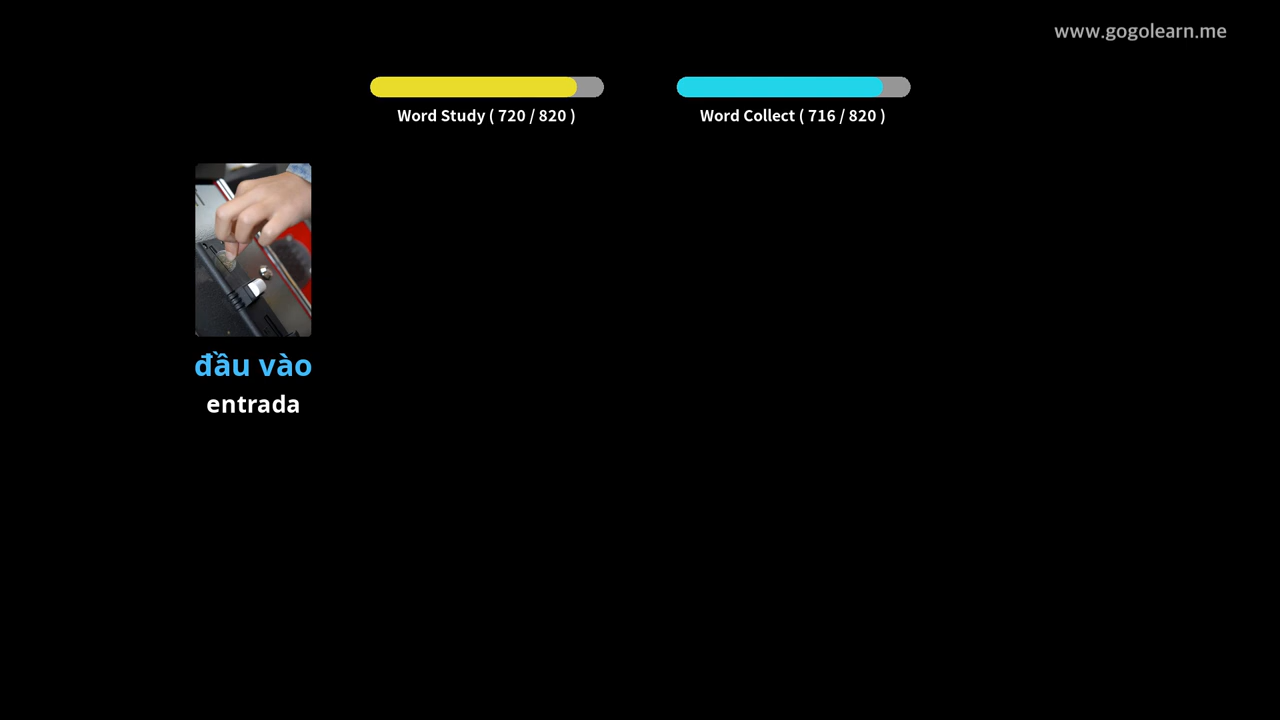 www.gogolearn.me
Word Study ( 720 / 820 )
Word Collect ( 716 / 820 )
đầu vào
entrada